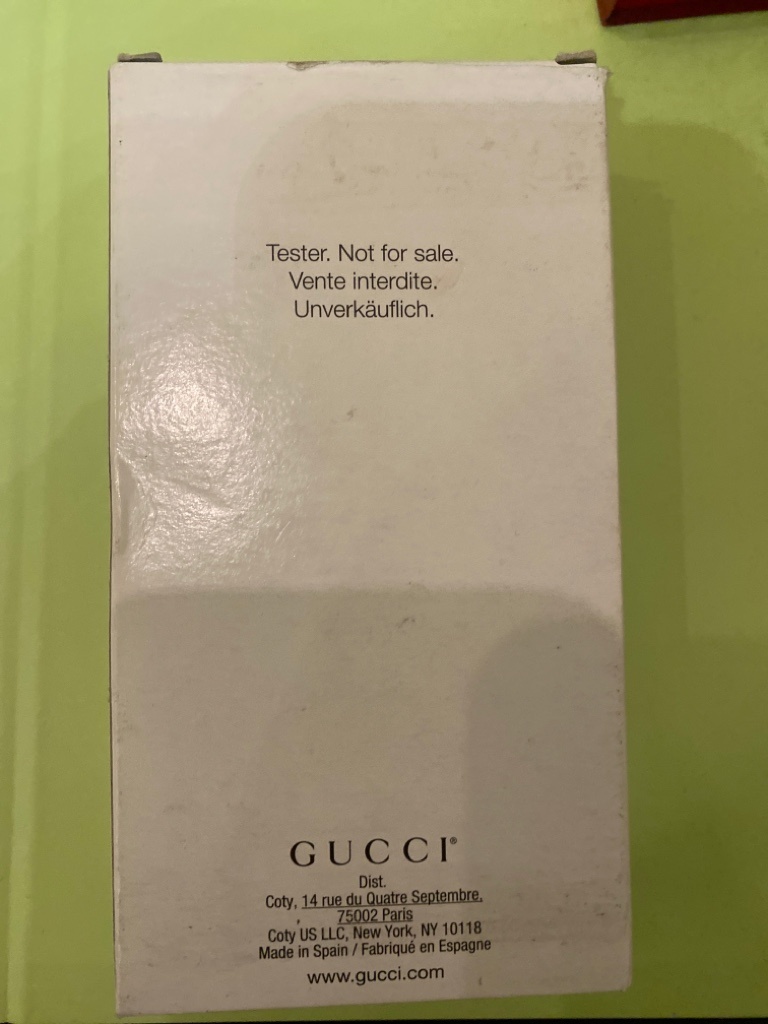 Tester. Not for sale.
Vente interdite.
Unverkäuflich.
GUCCI®
Dist.
Coty, 14 rue du Quatre Septembre,
75002 Paris
Coty US LLC, New York, NY 10118
Made in Spain / Fabriqué en Espagne
www.gucci.com